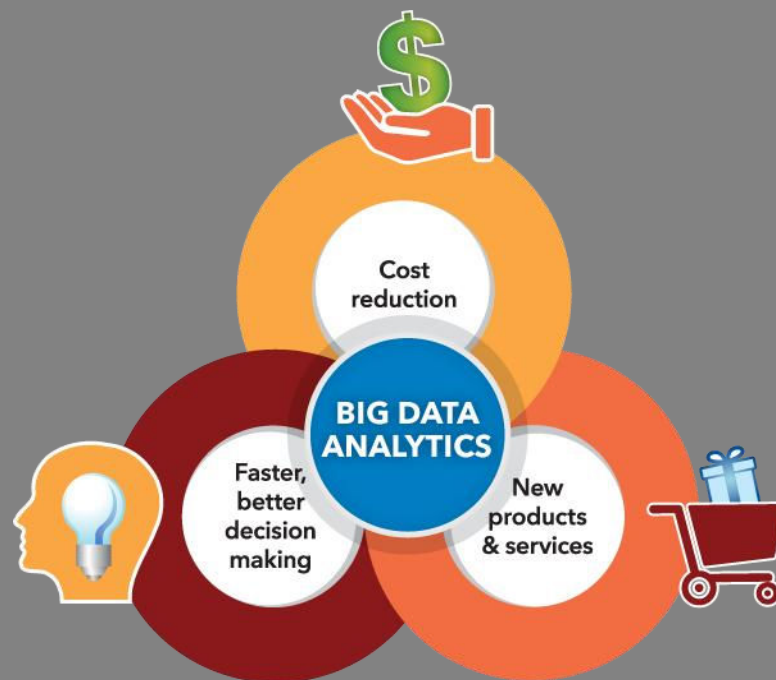 Cost
reduction
BIG DATA
ANALYTICS
Faster,
better
decision
making
New
products
& services